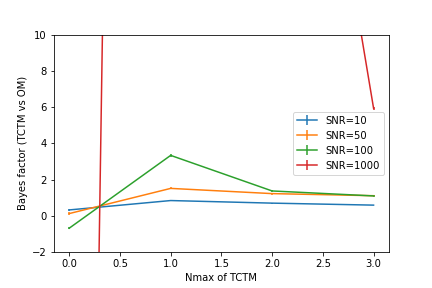 10
8
6
4
2
0
−2
Bayes factor (TCTM vs OM)
SNR=10
SNR=50
SNR=100
SNR=1000
0.0 0.5 1.0 1.5 2.0 2.5 3.0
Nmax of TCTM